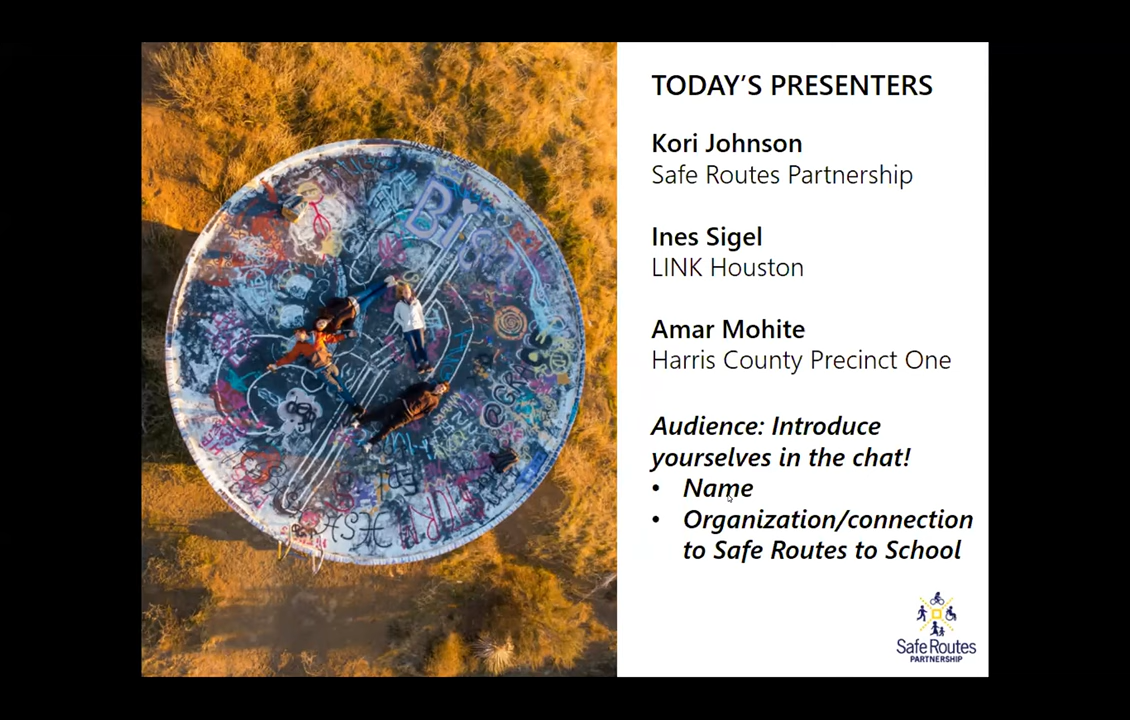 TODAY'S PRESENTERS
Kori Johnson
Safe Routes Partnership
Ines Sigel
LINK Houston
Amar Mohite
Harris County Precinct One
Audience: Introduce
yourselves in the chat!
• Name
• Organization/connection
to Safe Routes to School
Safe Routes
PARTNERSHIP